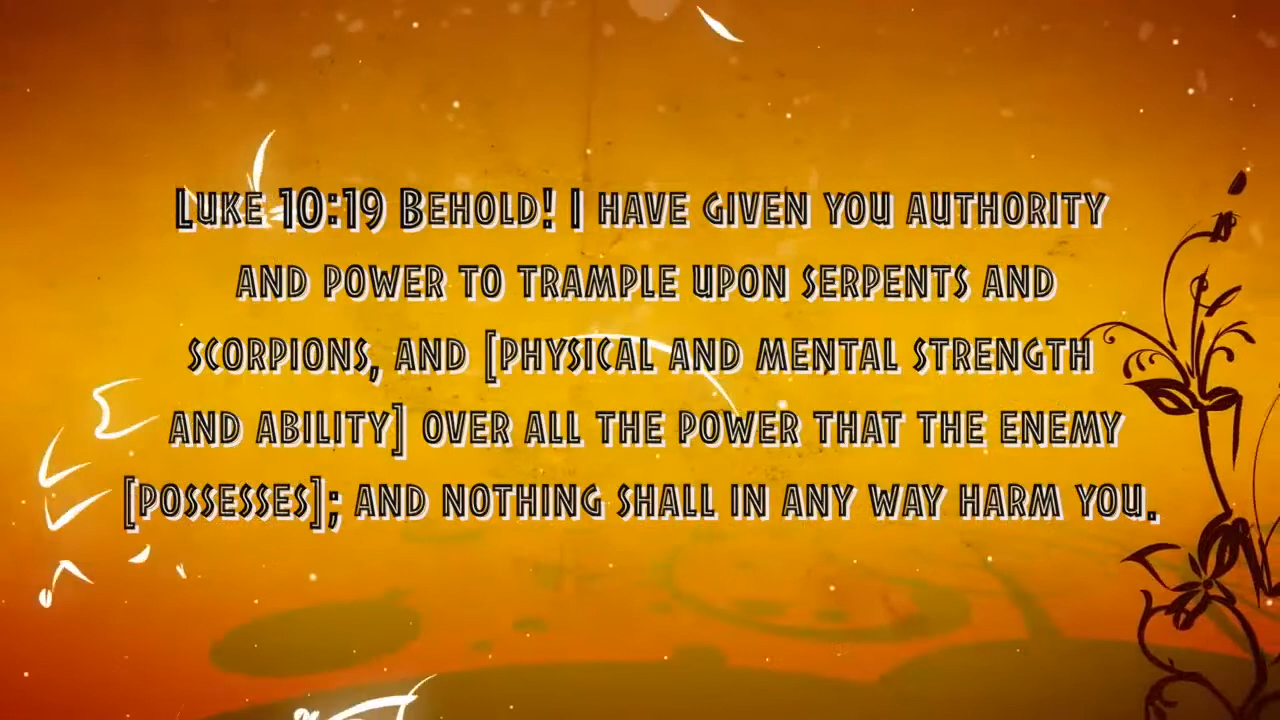 Luke 10:19 Behold! I have given you authority
and power to trample upon serpents and
scorpions, and [physical and mental strength
and ability] over all the power that the enemy
[possesses]; and nothing shall in any way harm you.